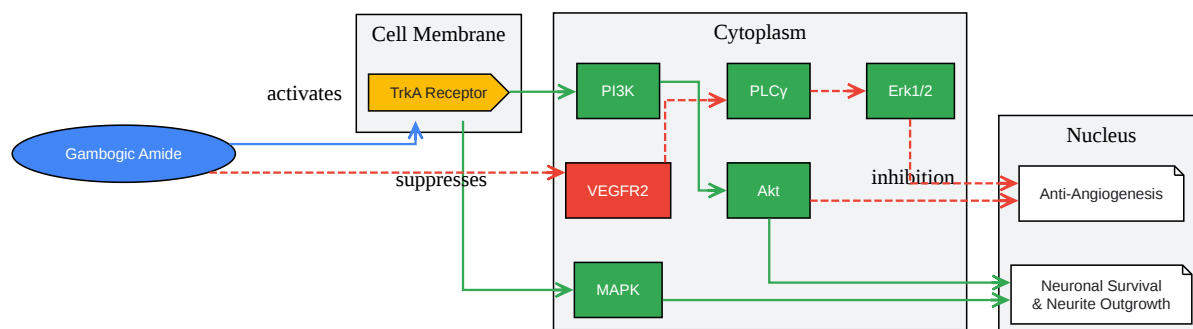 Cell Membrane
Cytoplasm
TrkA Receptor
PI3K
PLCγ
Erk1/2
activates
Nucleus
Gambogic Amide
suppresses
VEGFR2
Akt
inhibition
Anti-Angiogenesis
MAPK
Neuronal Survival
& Neurite Outgrowth